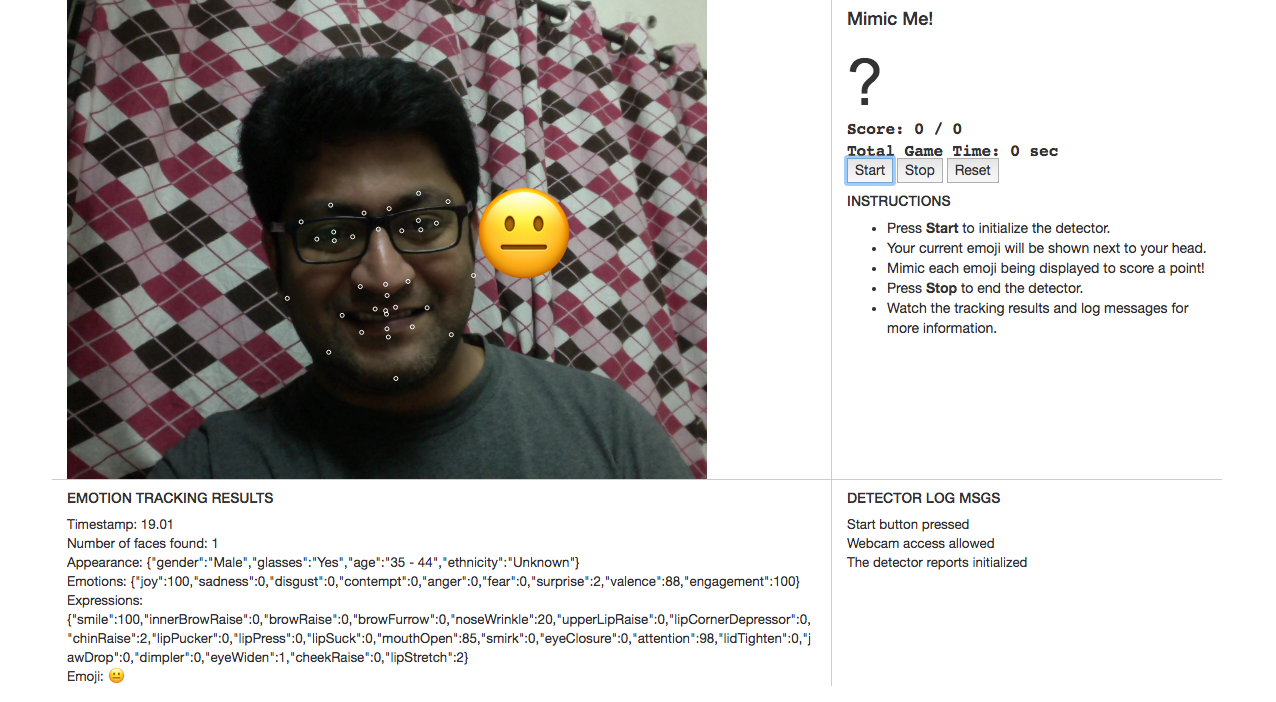 Mimic Me!
?
Score: 0 / 0
Total Game Time: 0 sec
Start Stop Reset
INSTRUCTIONS
• Press Start to initialize the detector.
• Your current emoji will be shown next to your head.
• Mimic each emoji being displayed to score a point!
• Press Stop to end the detector.
• Watch the tracking results and log messages for
more information.
EMOTION TRACKING RESULTS
Timestamp: 19.01
Number of faces found: 1
Appearance: {"gender":"Male","glasses":"Yes","age":"35 - 44","ethnicity":"Unknown"}
Emotions: {"joy":100,"sadness":0,"disgust":0,"contempt":0,"anger":0,"fear":0,"surprise":2,"valence":88,"engagement":100}
Expressions:
{"smile":100,"innerBrowRaise":0,"browRaise":0,"browFurrow":0,"noseWrinkle":20,"upperLipRaise":0,"lipCornerDepressor":0,
"chinRaise":2,"lipPucker":0,"lipPress":0,"lipSuck":0,"mouthOpen":85,"smirk":0,"eyeClosure":0,"attention":98,"lidTighten":0,"j
awDrop":0,"dimpler":0,"eyeWiden":1,"cheekRaise":0,"lipStretch":2}
Emoji: 😐
DETECTOR LOG MSGS
Start button pressed
Webcam access allowed
The detector reports initialized